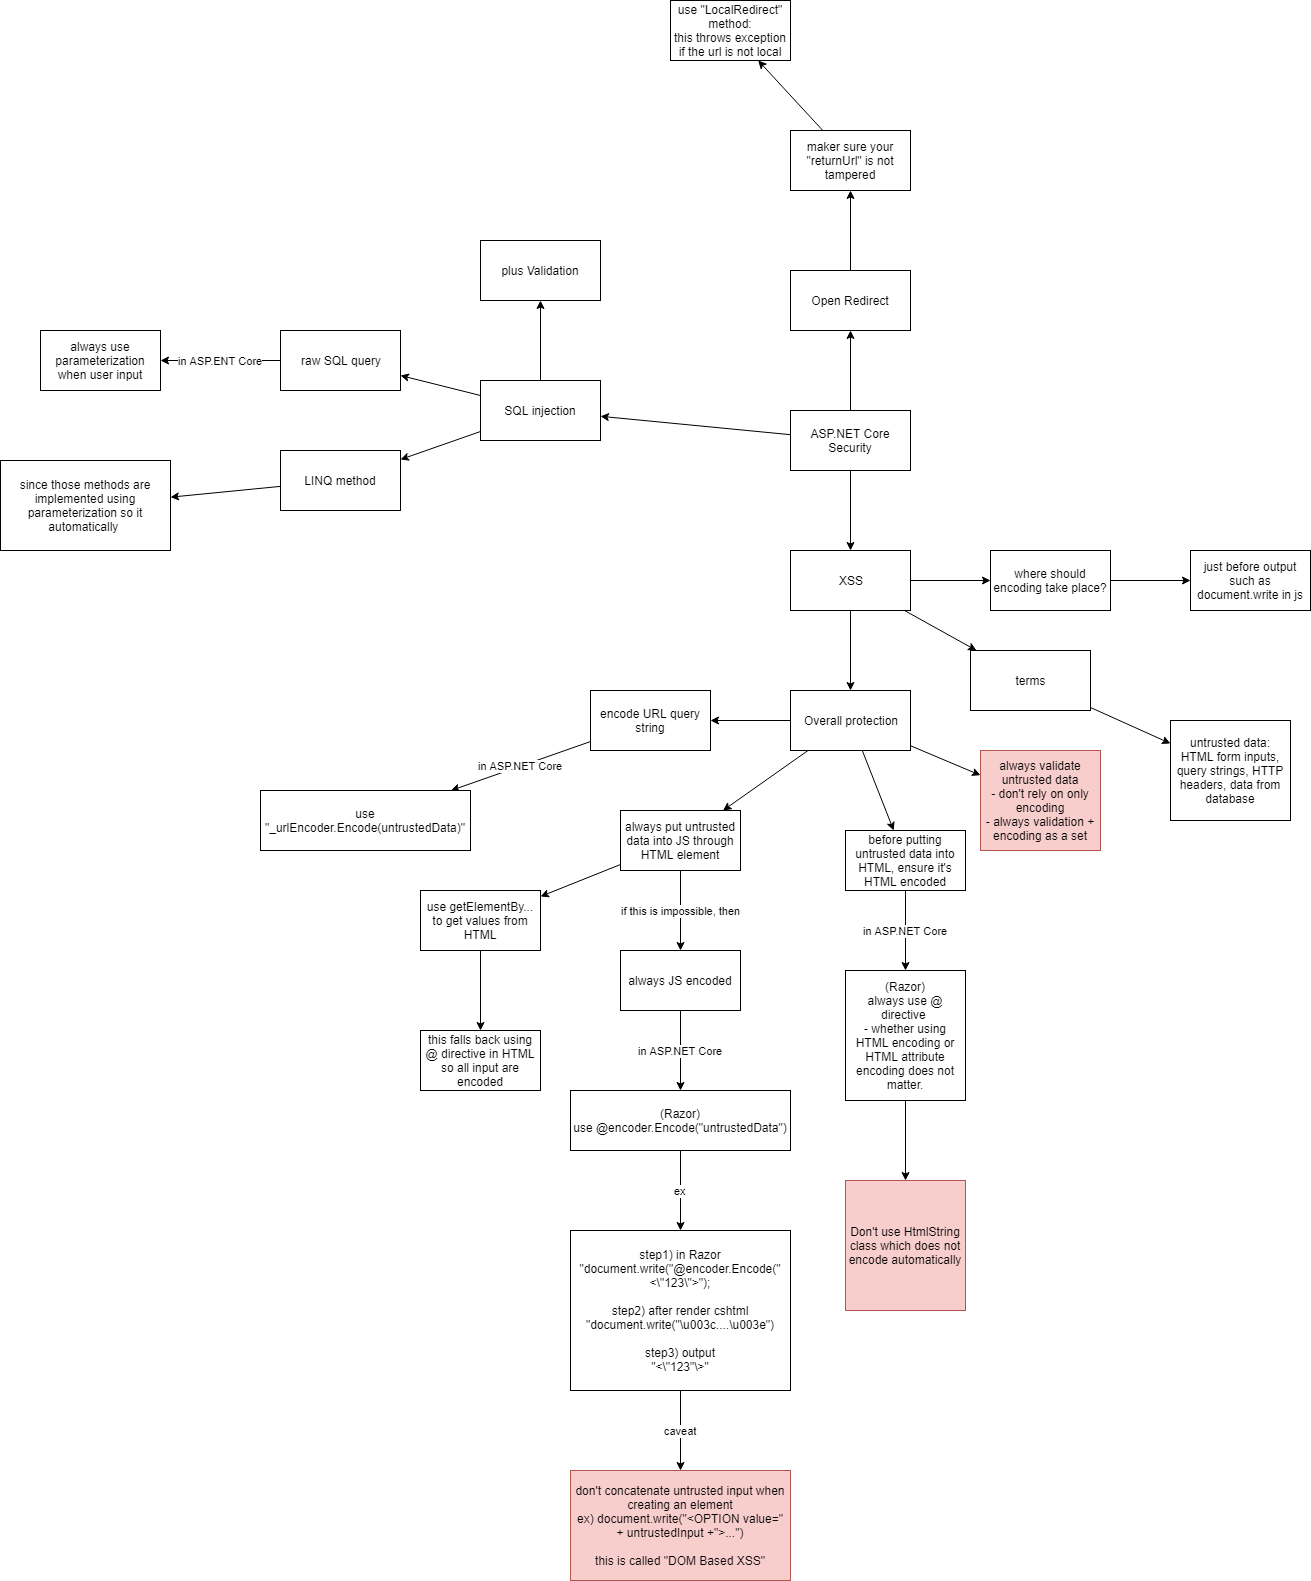 use "LocalRedirect"
method:
this throws exception
if the url is not local
maker sure your
"returnUrl" is not
tampered
plus Validation
Open Redirect
always use
parameterization
when user input
in ASP.ENT Core
raw SQL query
SQL injection
ASP.NET Core
Security
since those methods are
implemented using
parameterization so it
automatically
LINQ method
XSS
where should
encoding take place?
just before output
such as
document.write in js
terms
encode URL query
string
Overall protection
untrusted data:
HTML form inputs,
query strings, HTTP
headers, data from
database
in ASP.NET Core
use
"_urlEncoder.Encode(untrustedData)"
always put untrusted
data into JS through
HTML element
before putting
untrusted data into
HTML, ensure it's
HTML encoded
always validate
untrusted data
- don't rely on only
encoding
- always validation +
encoding as a set
use getElementBy...
to get values from
HTML
if this is impossible, then
in ASP.NET Core
always JS encoded
(Razor)
always use @
directive
- whether using
HTML encoding or
HTML attribute
encoding does not
matter.
this falls back using
@ directive in HTML
so all input are
encoded
in ASP.NET Core
(Razor)
use @encoder.Encode("untrustedData")
ex
Don't use HtmlString
class which does not
encode automatically
step1) in Razor
"document.write("@encoder.Encode("
<\"123\">");
step2) after render cshtml
"document.write("\u003c....\u003e")
step3) output
"<\"123"\>"
caveat
don't concatenate untrusted input when
creating an element
ex) document.write("<OPTION value="
+ untrustedInput +">...")
this is called "DOM Based XSS"